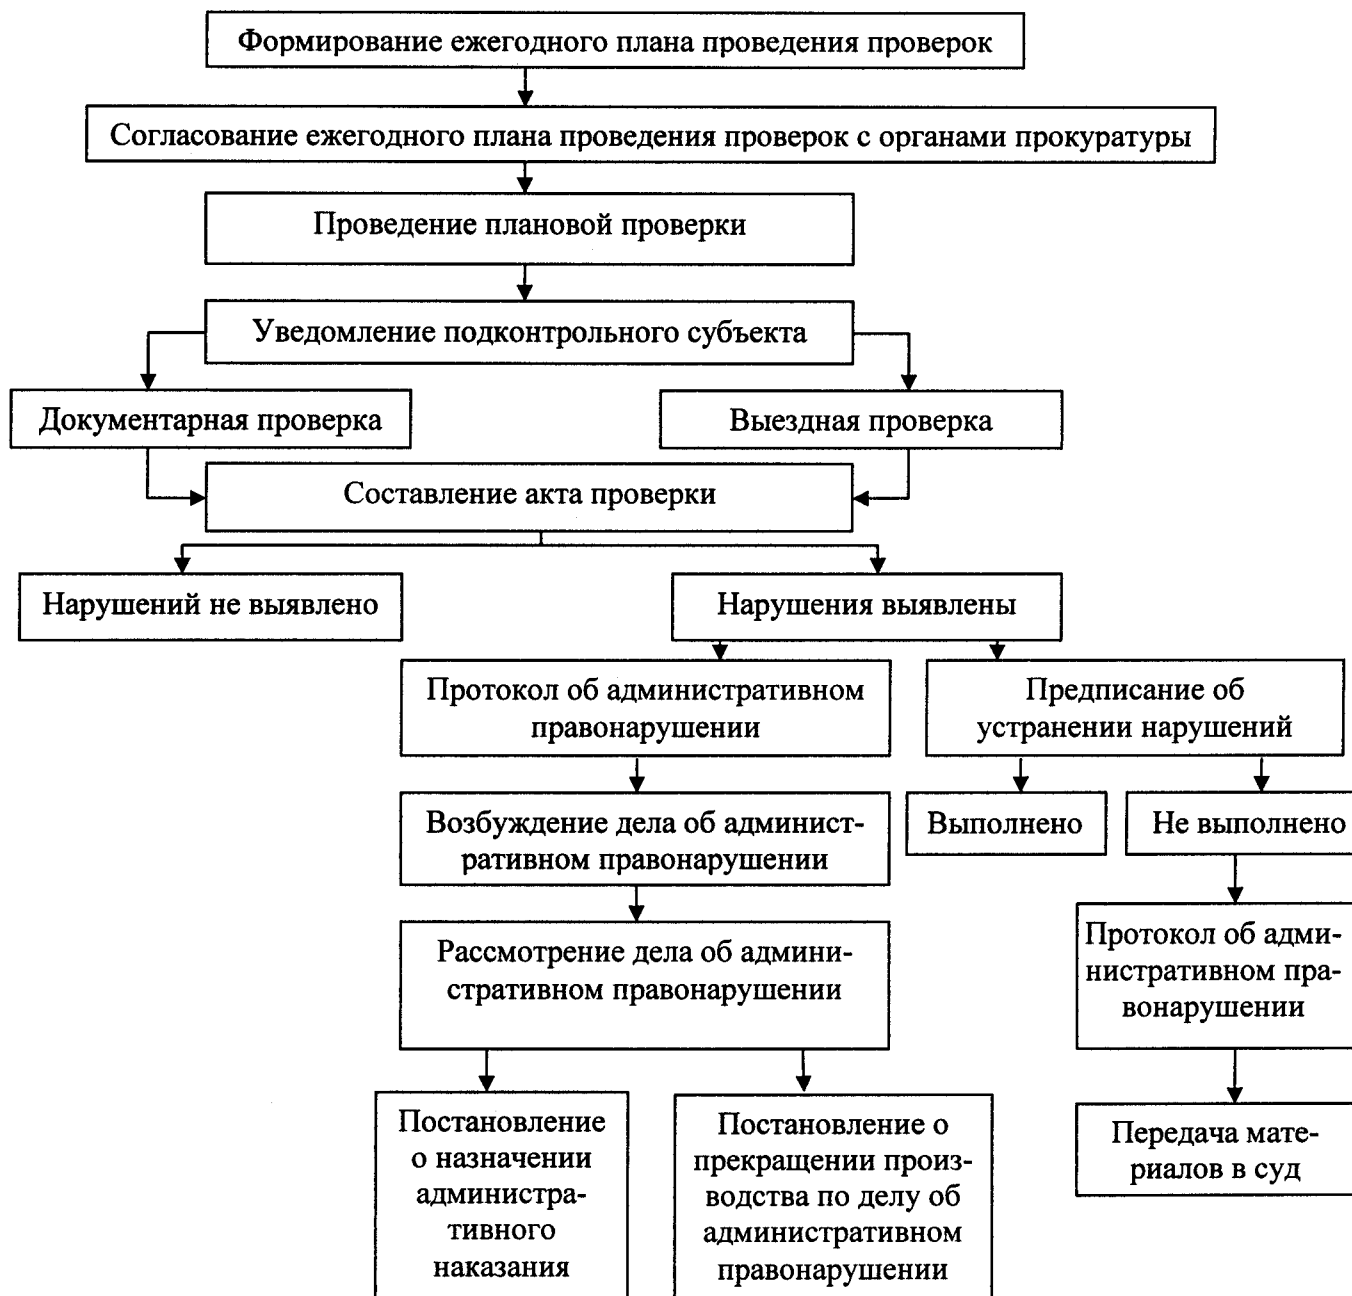 Формирование ежегодного плана проведения проверок
Согласование ежегодного плана проведения проверок с органами прокуратуры
Проведение плановой проверки
Уведомление подконтрольного субъекта
Документарная проверка
Выездная проверка
Составление акта проверки
Нарушений не выявлено
Нарушения выявлены
Протокол об административном
правонарушении
Предписание об
устранении нарушений
Возбуждение дела об админист-
ративном правонарушении
Выполнено
Не выполнено
Рассмотрение дела об админи-
стративном правонарушении
Протокол об адми-
нистративном пра-
вонарушении
Постановление
о назначении
администра-
тивного
наказания
Постановление о
прекращении произ-
водства по делу об
административном
правонарушении
Передача мате-
риалов в суд